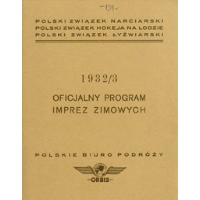 POLSKI ZWIĄZEK NARCIARSKI
POLSKI ZWIĄZEK HOKEJA NA LODZIE
POLSKI ZWIĄZEK ŁYŻWIARSKI
1932/3
OFICJALNY PROGRAM
IMPREZ ZIMOWYCH
POLSKIE BIURO PODRÓŻY
ORBIS